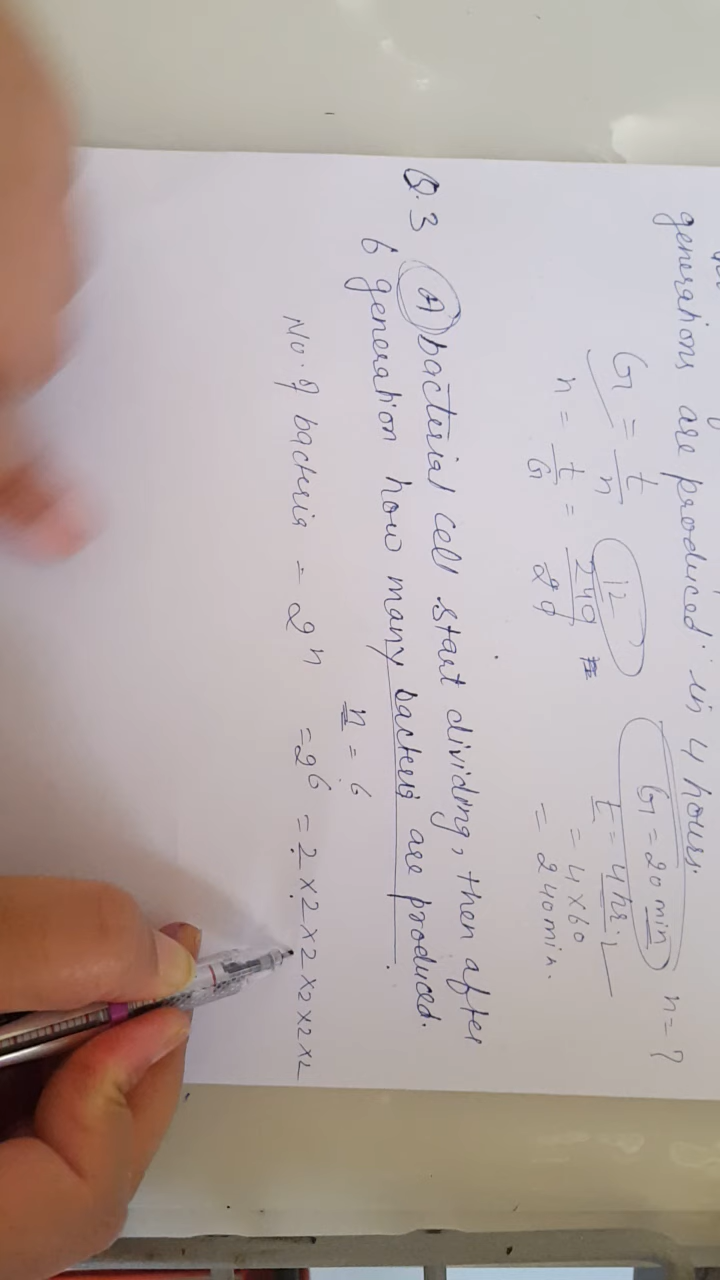 generations are produced in 4 hours.
G = t/n
G = 20 min
n = ?
n = t/G = 240/20
12
t = 4 hr.
= 4 x 60
= 240 min.
Q.3 A bacterial cell start dividing, then after
6 generation how many bacteria are produced.
n = 6
No. of bacteria = 2ⁿ = 2⁶ = 2 x 2 x 2 x 2 x 2 x 2